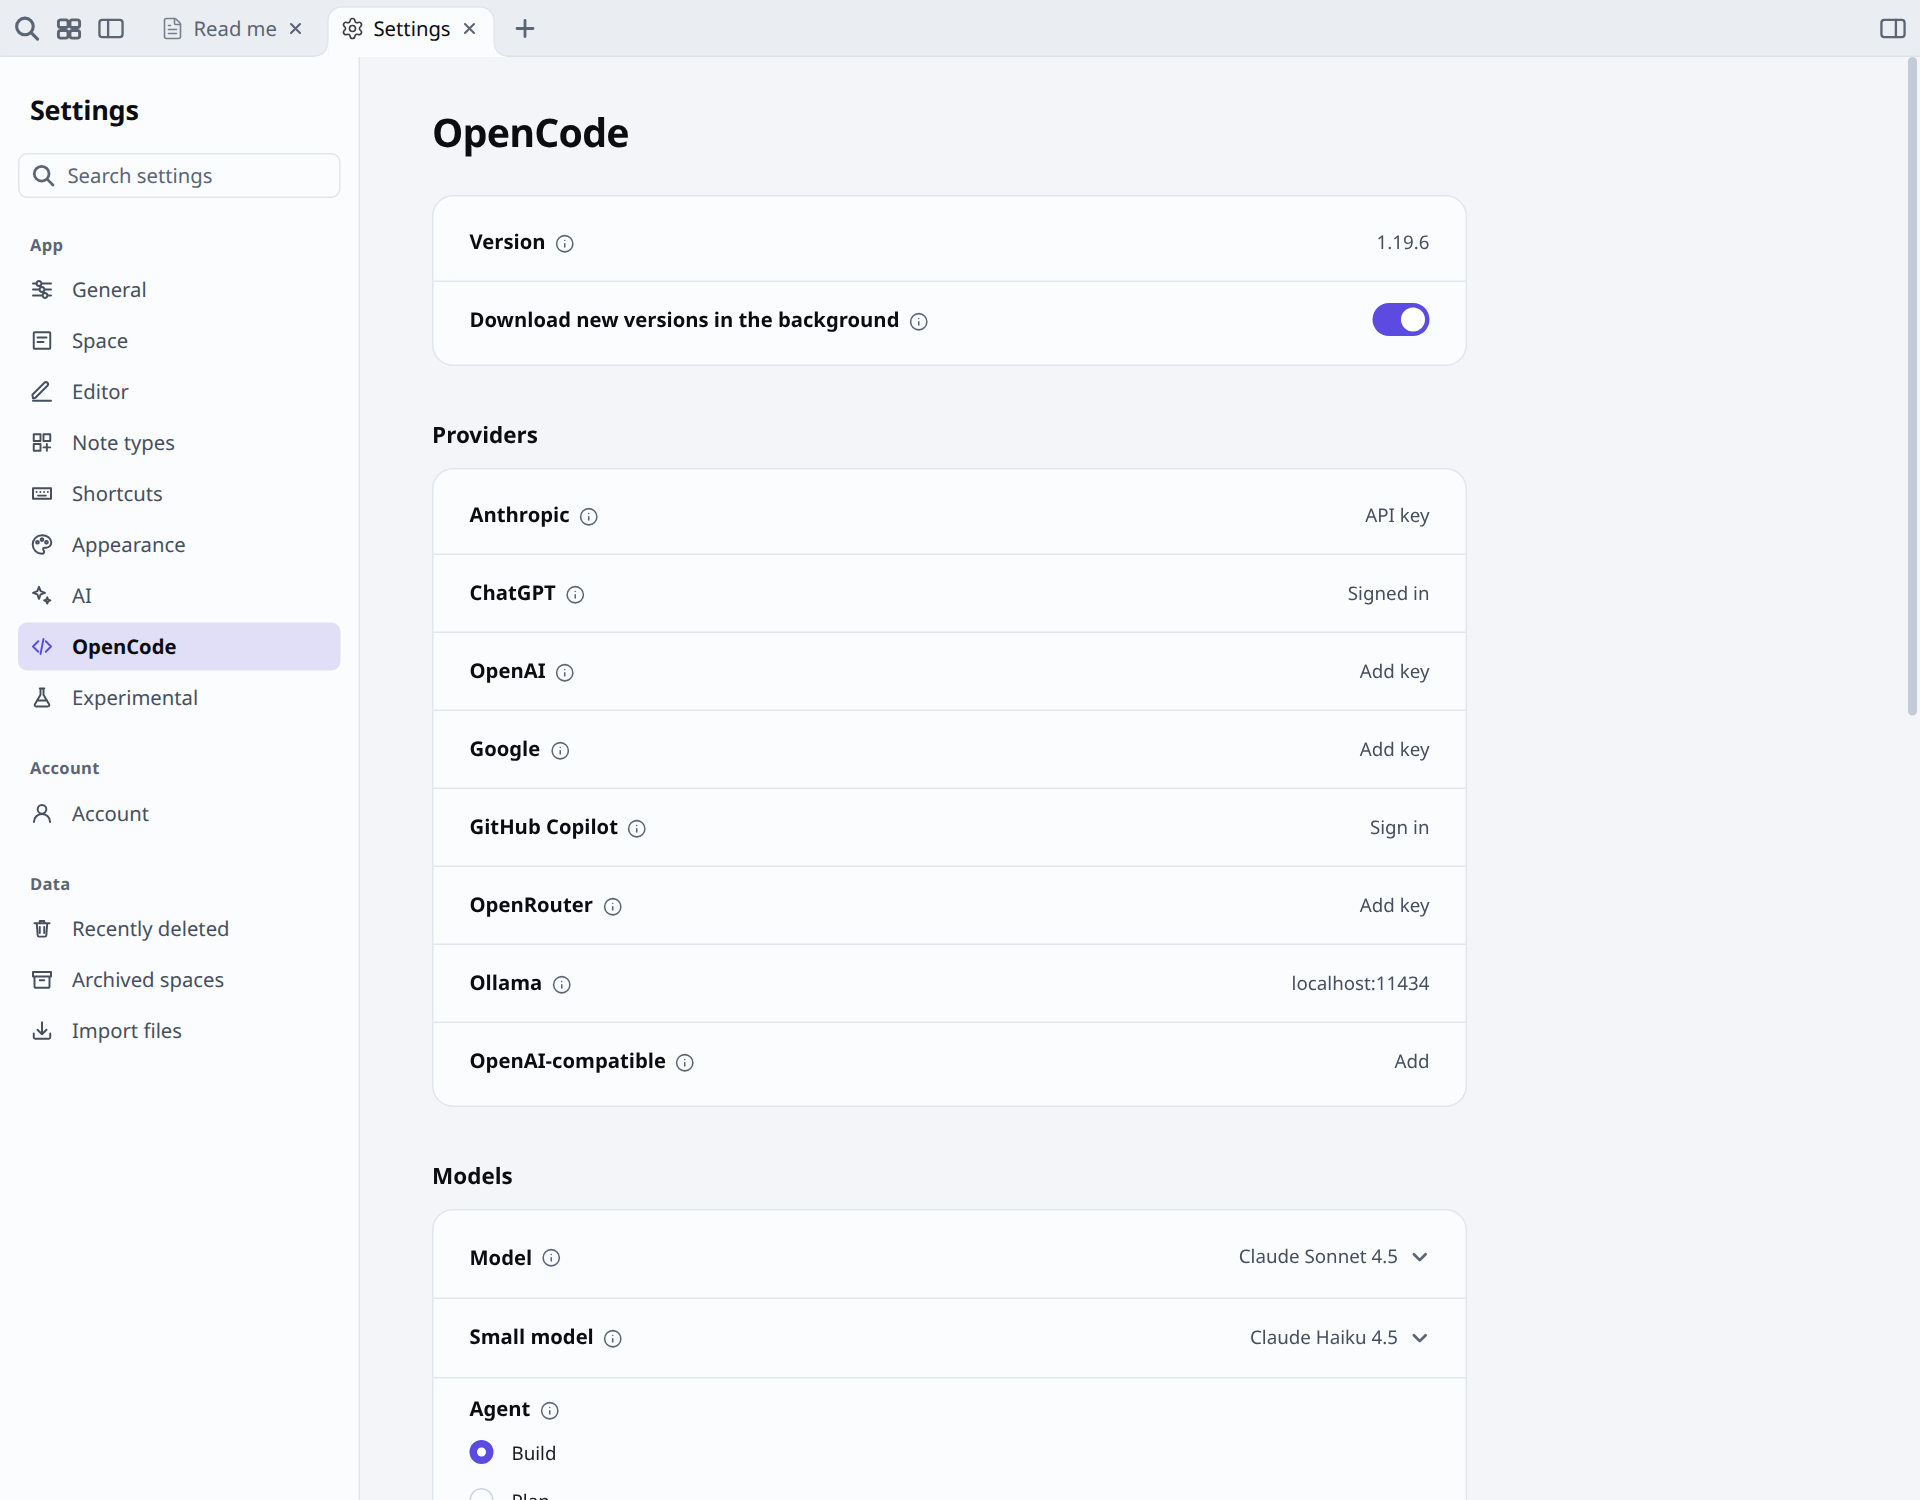 Read me
Settings
Settings
Search settings
App
General
Space
Editor
Note types
Shortcuts
Appearance
AI
OpenCode
Experimental
Account
Account
Data
Recently deleted
Archived spaces
Import files
OpenCode
Version
1.19.6
Download new versions in the background
Providers
Anthropic
API key
ChatGPT
Signed in
OpenAI
Add key
Google
Add key
GitHub Copilot
Sign in
OpenRouter
Add key
Ollama
localhost:11434
OpenAI-compatible
Add
Models
Model
Claude Sonnet 4.5
Small model
Claude Haiku 4.5
Agent
Build
Plan